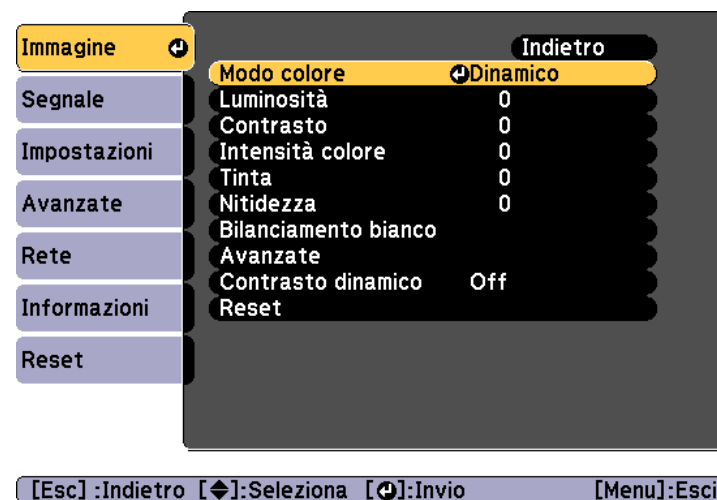 Immagine
Segnale
Impostazioni
Avanzate
Rete
Informazioni
Reset
Indietro
Modo colore Dinamico
Luminosità 0
Contrasto 0
Intensità colore 0
Tinta 0
Nitidezza 0
Bilanciamento bianco
Avanzate
Contrasto dinamico Off
Reset
[Esc] :Indietro [◆]:Seleziona [⏎]:Invio [Menu]:Esci